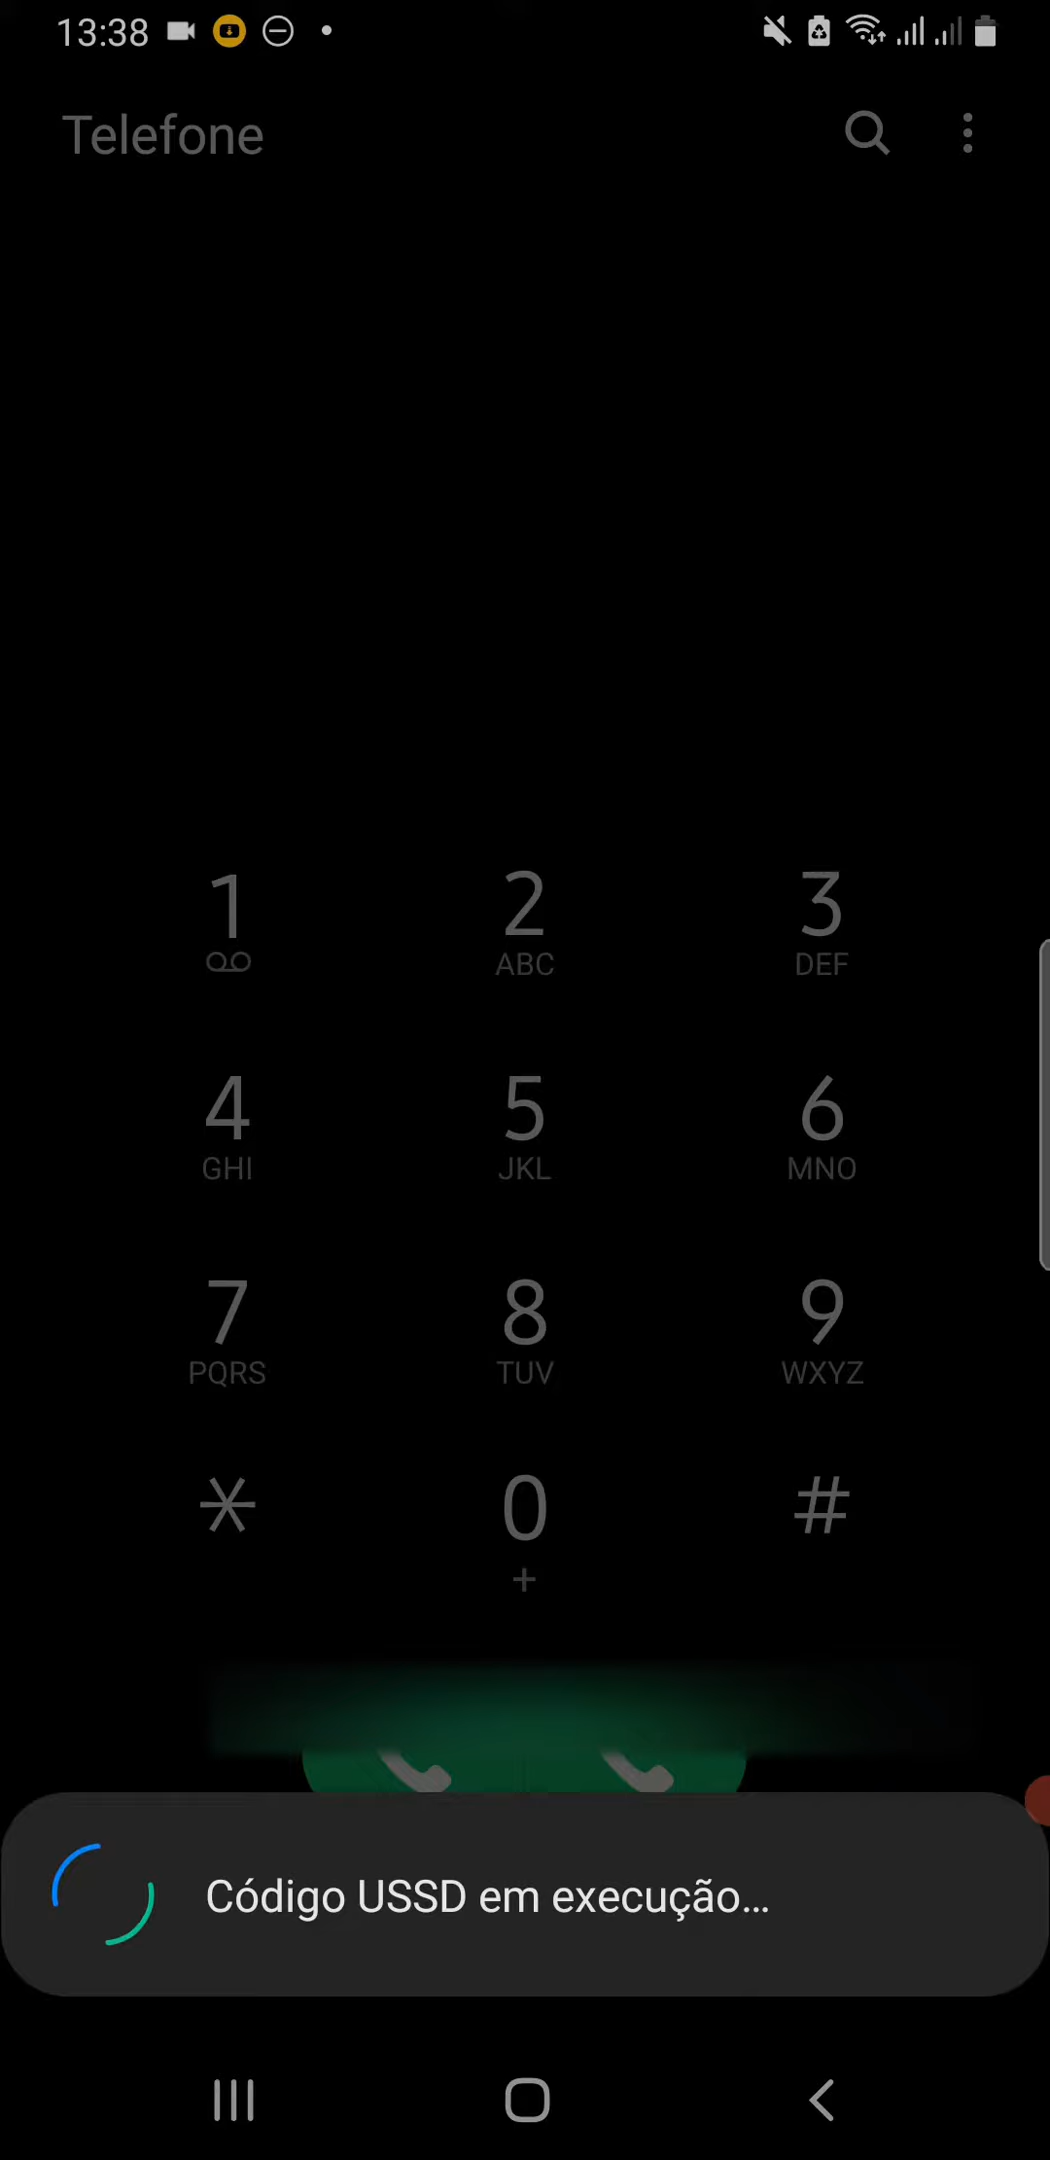 13:38
Telefone
1
2
ABC
3
DEF
4
GHI
5
JKL
6
MNO
7
PQRS
8
TUV
9
WXYZ
*
0
+
#
Código USSD em execução...